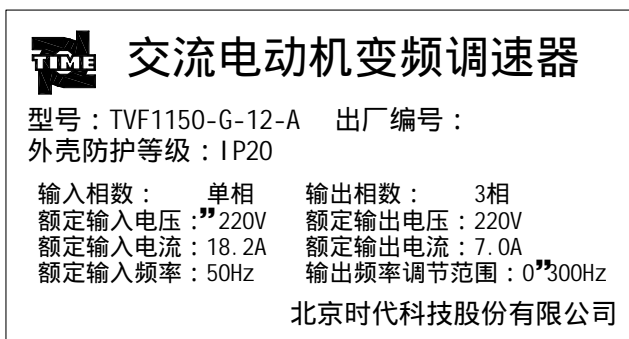 TIME 交流电动机变频调速器
型号：TVF1150-G-12-A 出厂编号：
外壳防护等级：IP20
输入相数： 单相 输出相数： 3相
额定输入电压：”220V 额定输出电压：220V
额定输入电流：18.2A 额定输出电流：7.0A
额定输入频率：50Hz 输出频率调节范围：0”300Hz
北京时代科技股份有限公司